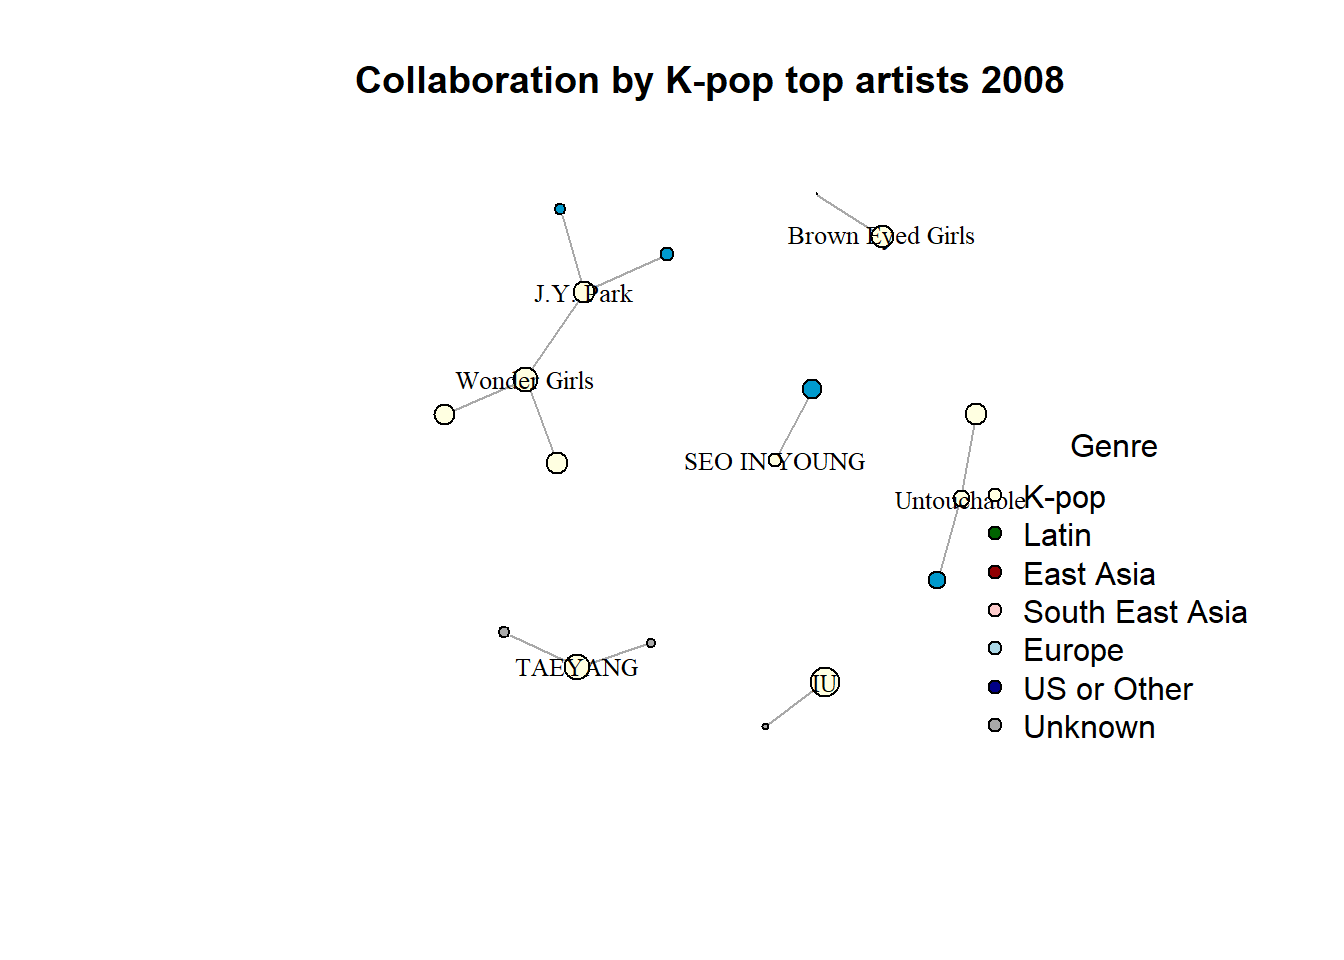 Collaboration by K-pop top artists 2008
Brown Eyed Girls
J.Y. Park
Wonder Girls
SEO IN YOUNG
Untouchable
TAEYANG
IU
Genre
K-pop
Latin
East Asia
South East Asia
Europe
US or Other
Unknown